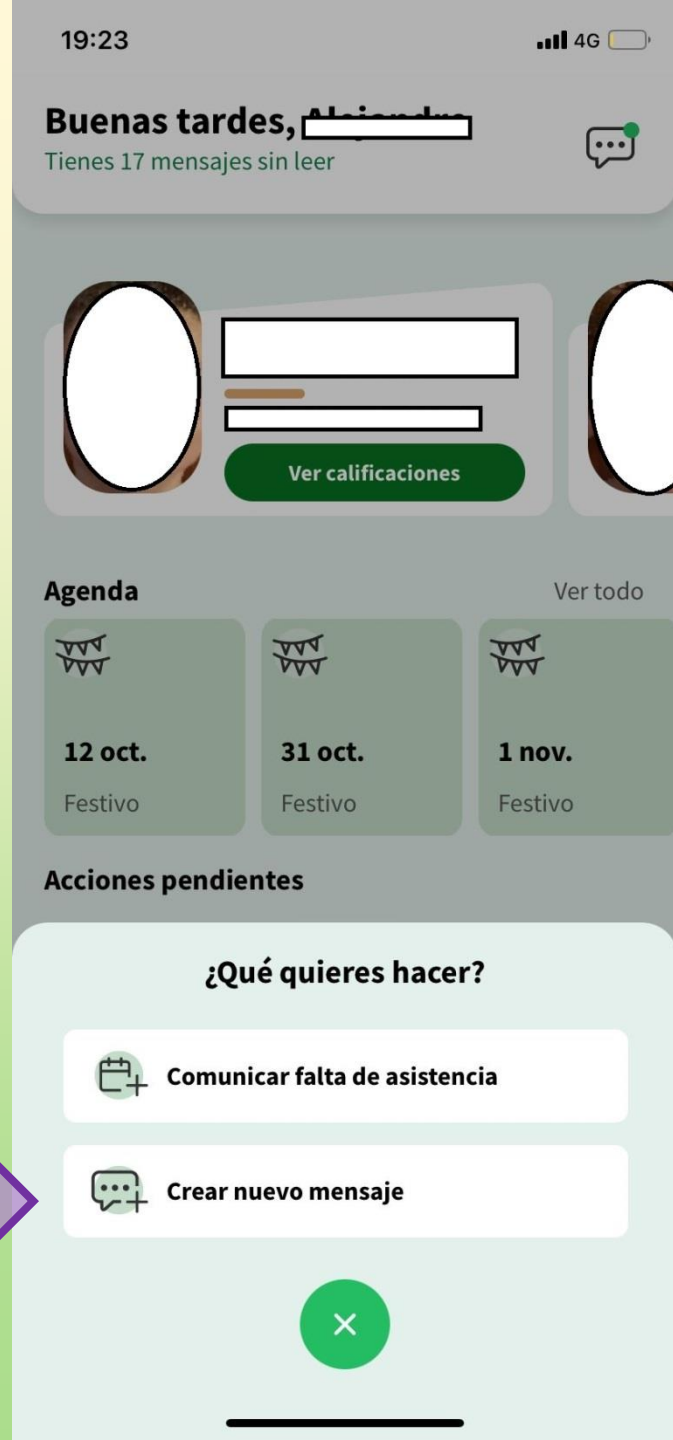 19:23
4G
Buenas tardes,
Tienes 17 mensajes sin leer
Ver calificaciones
Agenda
Ver todo
12 oct.
31 oct.
1 nov.
Festivo
Festivo
Festivo
Acciones pendientes
¿Qué quieres hacer?
Comunicar falta de asistencia
Crear nuevo mensaje